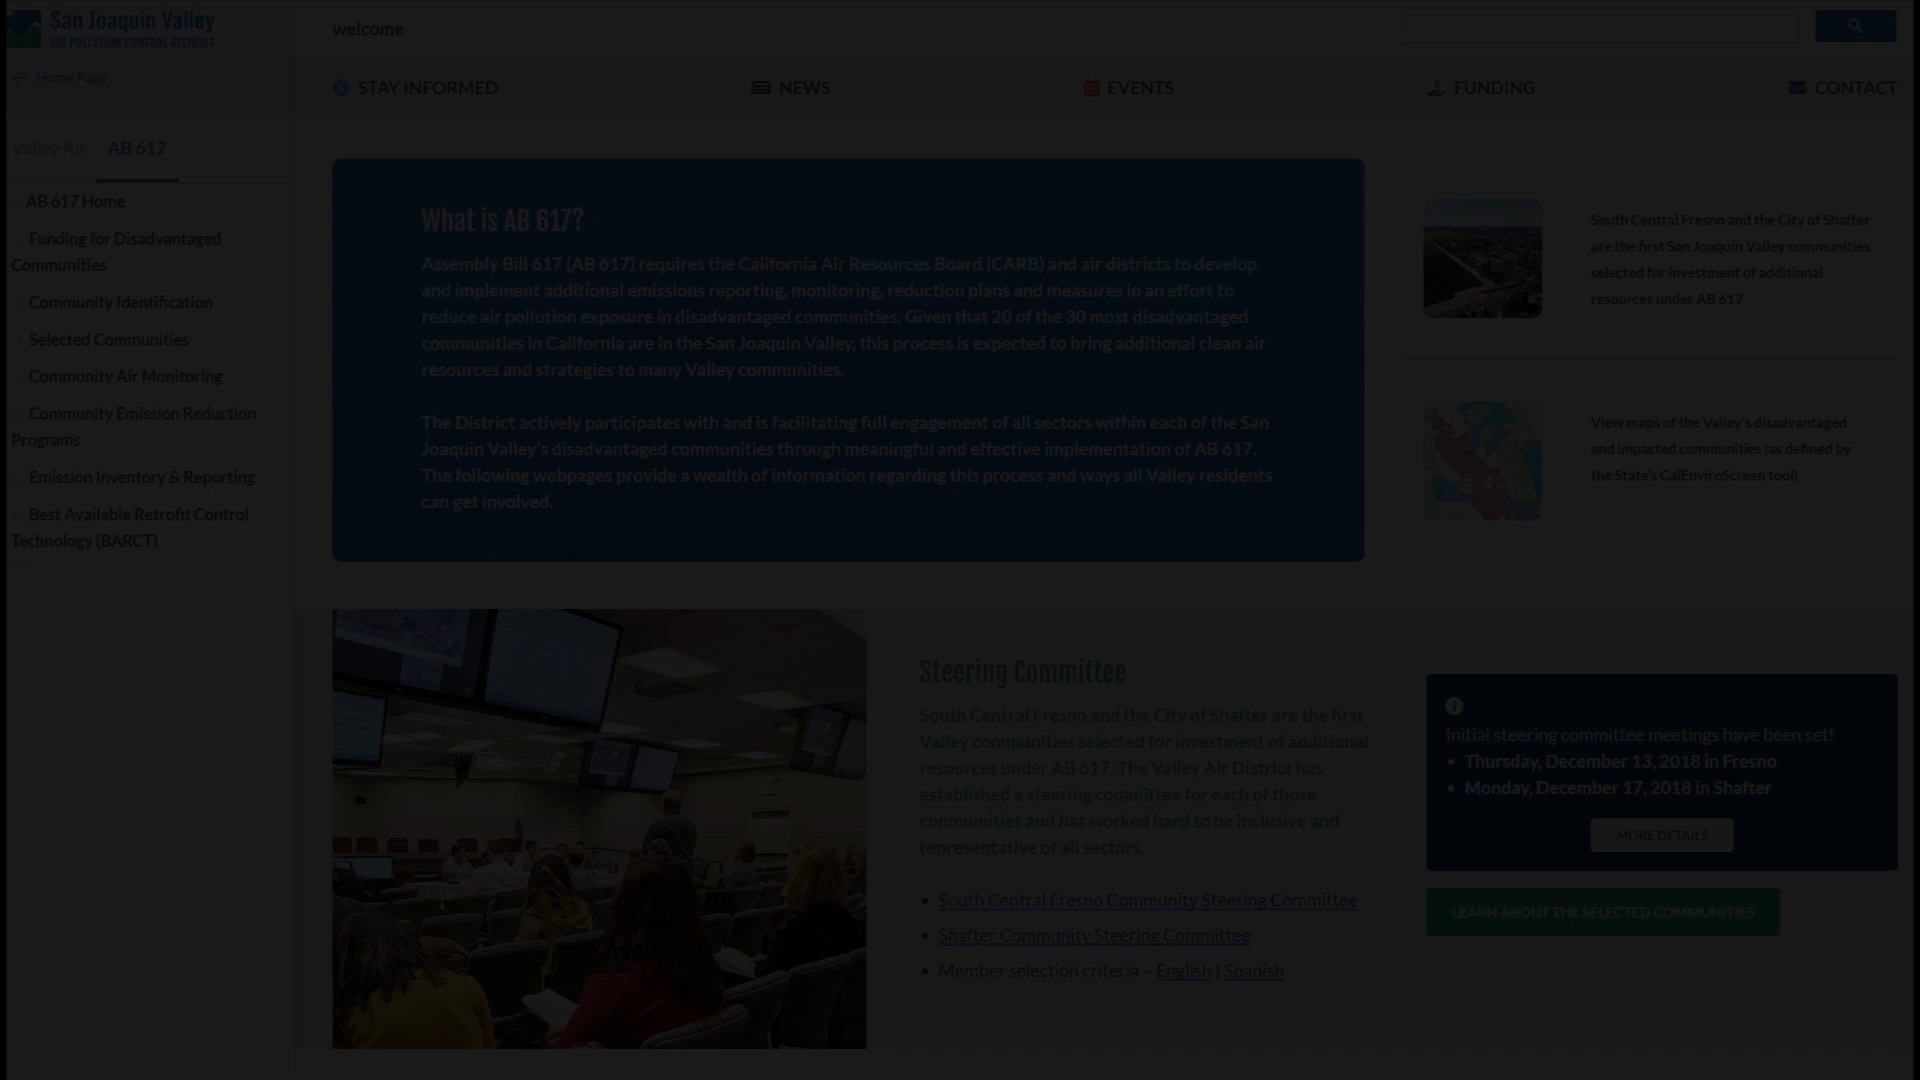 San Joaquin Valley
AIR POLLUTION CONTROL DISTRICT
Home Page
Valley Air
AB 617
AB 617 Home
Funding for Disadvantaged
Communities
Community Identification
Selected Communities
Community Air Monitoring
Community Emission Reduction
Programs
Emission Inventory & Reporting
Best Available Retrofit Control
Technology (BARCT)
welcome
STAY INFORMED
NEWS
EVENTS
FUNDING
CONTACT
What is AB 617?
Assembly Bill 617 (AB 617) requires the California Air Resources Board (CARB) and air districts to develop
and implement additional emissions reporting, monitoring, reduction plans and measures in an effort to
reduce air pollution exposure in disadvantaged communities. Given that 20 of the 30 most disadvantaged
communities in California are in the San Joaquin Valley, this process is expected to bring additional clean air
resources and strategies to many Valley communities.
The District actively participates with and is facilitating full engagement of all sectors within each of the San
Joaquin Valley's disadvantaged communities through meaningful and effective implementation of AB 617.
The following webpages provide a wealth of information regarding this process and ways all Valley residents
can get involved.
South Central Fresno and the City of Shafter
are the first San Joaquin Valley communities
selected for investment of additional
resources under AB 617
View maps of the Valley's disadvantaged
and impacted communities (as defined by
the State's CalEnviroScreen tool)
Steering Committee
South Central Fresno and the City of Shafter are the first
Valley communities selected for investment of additional
resources under AB 617. The Valley Air District has
established a steering committee for each of those
communities and has worked hard to be inclusive and
representative of all sectors.
• South Central Fresno Community Steering Committee
• Shafter Community Steering Committee
• Member selection criteria – English | Spanish
Initial steering committee meetings have been set!
• Thursday, December 13, 2018 in Fresno
• Monday, December 17, 2018 in Shafter
MORE DETAILS
LEARN ABOUT THE SELECTED COMMUNITIES